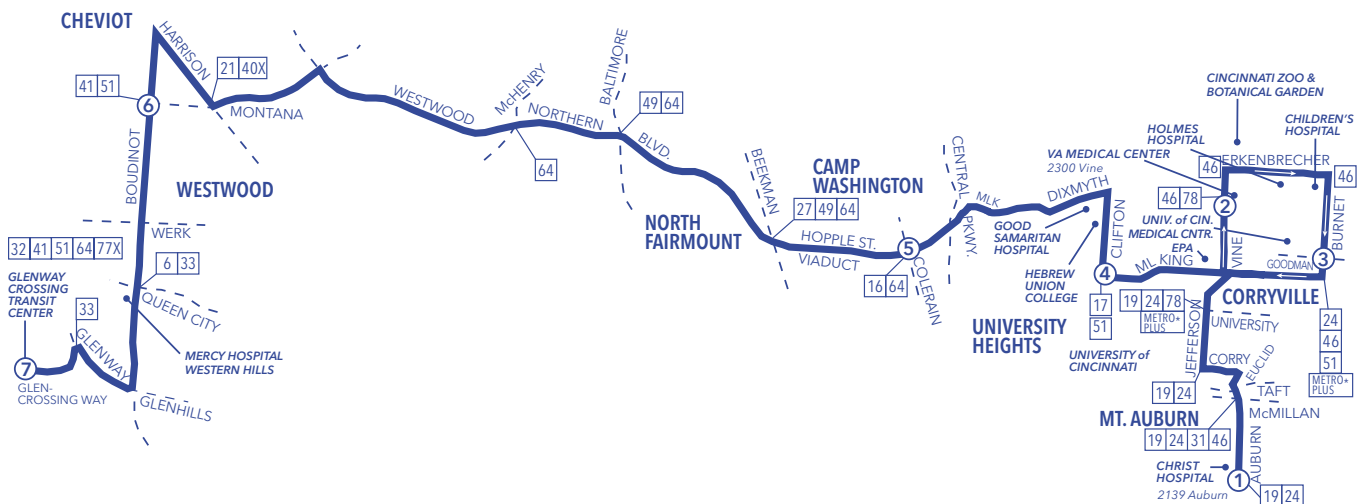 CHEVIOT
HARRISON
21 40X
41 51
6
MONTANA
BOUDINOT
WESTWOOD
WERK
32 41 51 64 77X
6 33
GLENWAY
CROSSING
TRANSIT
CENTER
33
QUEEN CITY
GLENWAY
MERCY HOSPITAL
WESTERN HILLS
7
GLEN-
CROSSING WAY
GLENHILLS
WESTWOOD
McHENRY
NORTHERN
64
BALTIMORE
49 64
BLVD.
NORTH
FAIRMOUNT
BEEKMAN
27 49 64
CAMP
WASHINGTON
HOPPLE ST.
VIADUCT
5
16 64
COLERAIN
CENTRAL
PKWY.
MLK
DIXMYTH
GOOD
SAMARITAN
HOSPITAL
HEBREW
UNION
COLLEGE
CLIFTON
4
17
51
ML KING
UNIVERSITY
HEIGHTS
UNIVERSITY of
CINCINNATI
CINCINNATI ZOO &
BOTANICAL GARDEN
HOLMES
HOSPITAL
CHILDREN'S
HOSPITAL
VA MEDICAL CENTER
2300 Vine
46
ERKENBRECHER
46
46 78
2
UNIV. of CIN.
MEDICAL CNTR.
EPA
VINE
BURNET
GOODMAN
3
19 24 78
METRO*
PLUS
CORRYVILLE
24
46
51
METRO*
PLUS
JEFFERSON
UNIVERSITY
CORRY
EUCLID
19 24
TAFT
McMILLAN
MT. AUBURN
19 24 31 46
AUBURN
CHRIST
HOSPITAL
2139 Auburn
1
19 24